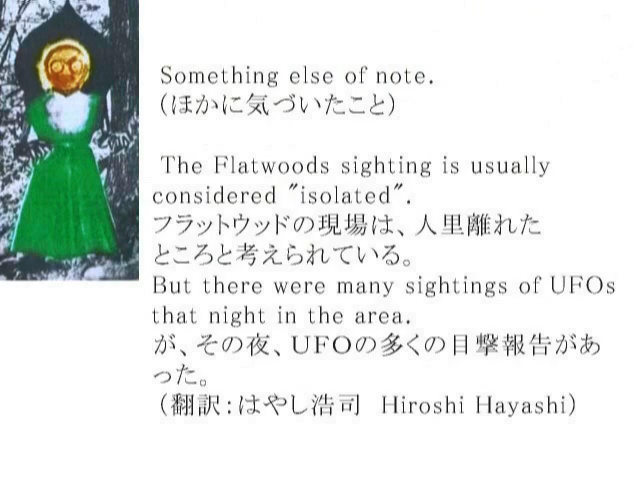 Something else of note.
（ほかに気づいたこと）
The Flatwoods sighting is usually
considered "isolated".
フラットウッドの現場は、人里離れた
ところと考えられている。
But there were many sightings of UFOs
that night in the area.
が、その夜、UFOの多くの目撃報告があ
った。
（翻訳：はやし浩司　Hiroshi Hayashi）